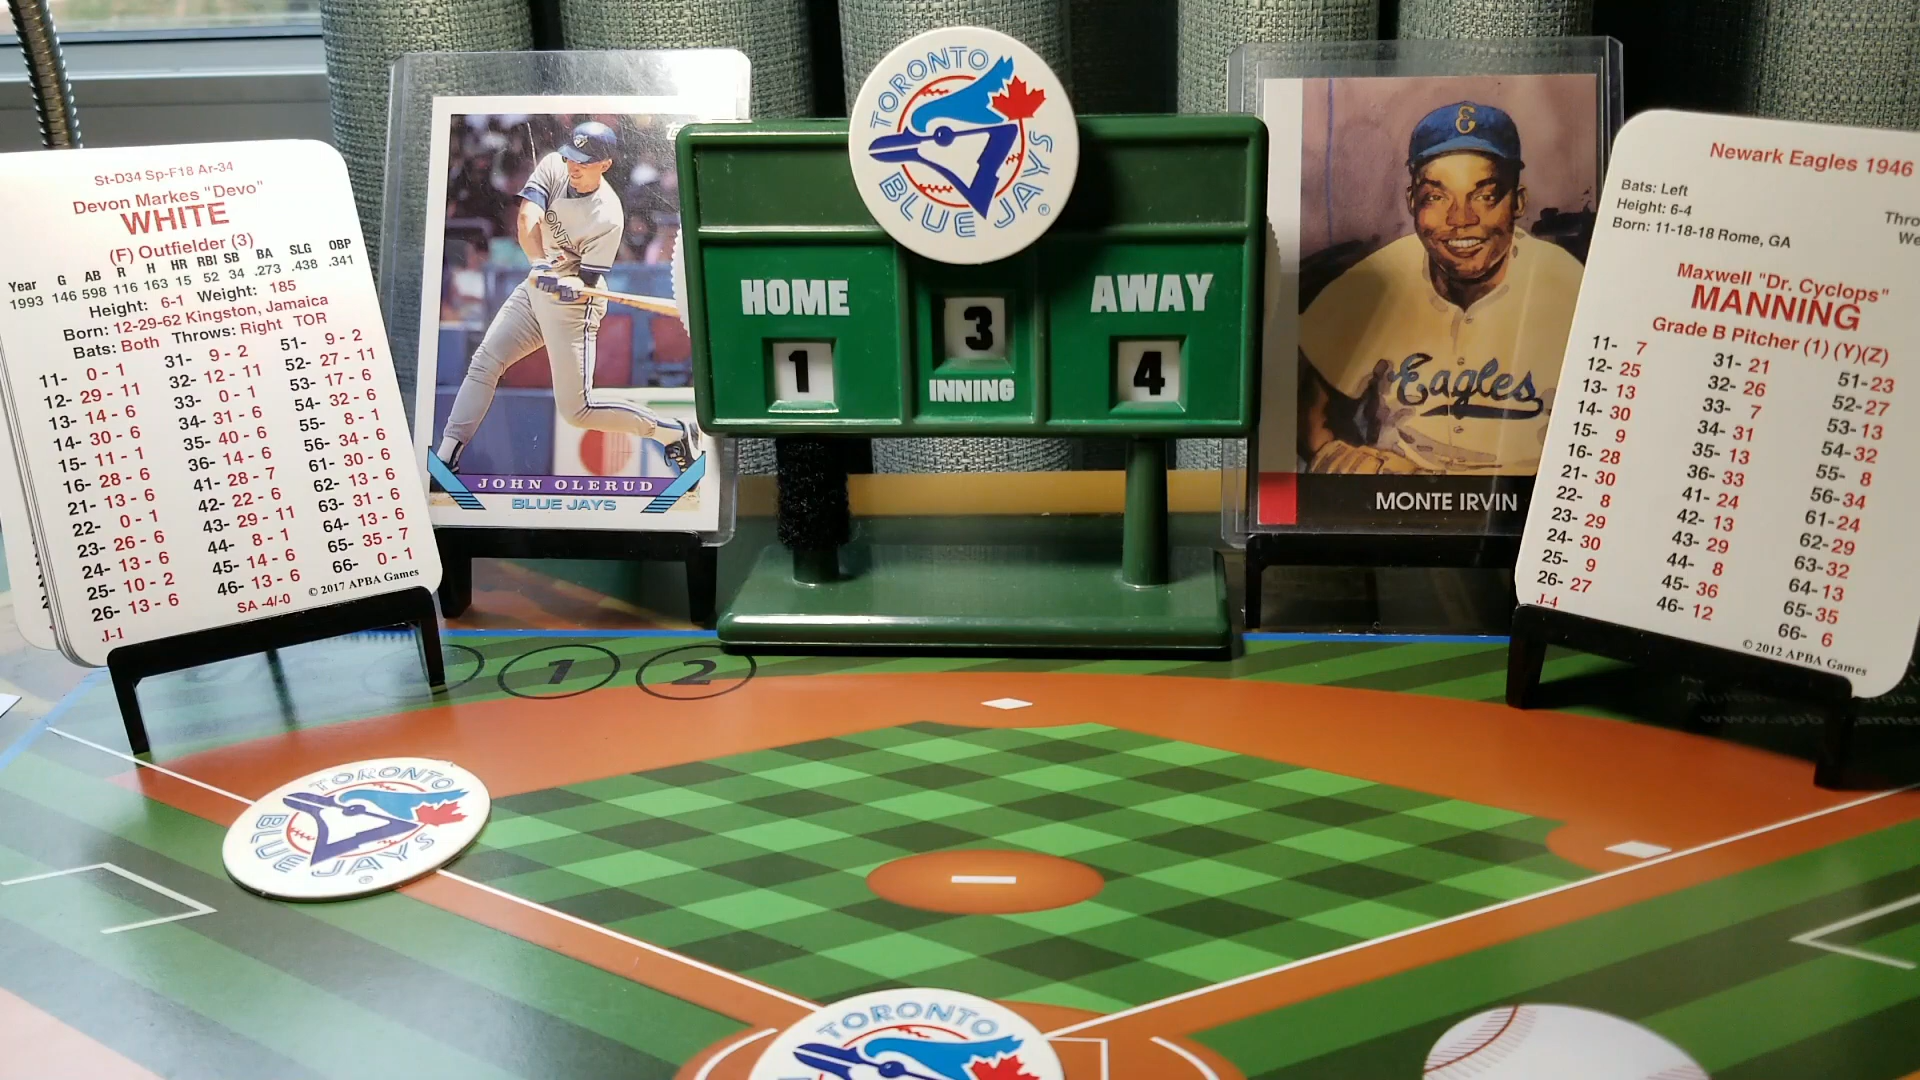 St-D34 Sp-F18 Ar-34
Devon Markes "Devo"
WHITE
(F) Outfielder (3)
Year G AB R H HR RBI SB BA SLG OBP
1993 146 598 116 163 15 52 34 .273 .438 .341
Height: 6-1 Weight: 185
Born: 12-29-62 Kingston, Jamaica
Bats: Both Throws: Right TOR
11- 0 - 1 31- 9 - 2 51- 9 - 2
12- 29 - 11 32- 12 - 11 52- 27 - 11
13- 14 - 6 33- 0 - 1 53- 17 - 6
14- 30 - 6 34- 31 - 6 54- 32 - 6
15- 11 - 1 35- 40 - 6 55- 8 - 1
16- 28 - 6 36- 14 - 6 56- 34 - 6
21- 13 - 6 41- 28 - 7 61- 30 - 6
22- 0 - 1 42- 22 - 6 62- 13 - 6
23- 26 - 6 43- 29 - 11 63- 31 - 6
24- 13 - 6 44- 8 - 1 64- 13 - 6
25- 10 - 2 45- 14 - 6 65- 35 - 7
26- 13 - 6 46- 13 - 6 66- 0 - 1
J-1 SA -4/-0 © 2017 APBA Games
JOHN OLERUD
BLUE JAYS
TORONTO
BLUE JAYS®
HOME
1
3
INNING
AWAY
4
E
Eagles
MONTE IRVIN
Newark Eagles 1946
Bats: Left
Height: 6-4
Born: 11-18-18 Rome, GA
Maxwell "Dr. Cyclops"
MANNING
Grade B Pitcher (1) (Y)(Z)
11- 7 31- 21 51- 23
12- 25 32- 26 52- 27
13- 13 33- 7 53- 13
14- 30 34- 31 54- 32
15- 9 35- 13 55- 8
16- 28 36- 33 56- 34
21- 30 41- 24 61- 24
22- 8 42- 13 62- 29
23- 29 43- 29 63- 32
24- 30 44- 8 64- 13
25- 9 45- 36 65- 35
26- 27 46- 12 66- 6
J-4 © 2012 APBA Games
1
2
TORONTO
BLUE JAYS®
TORONTO